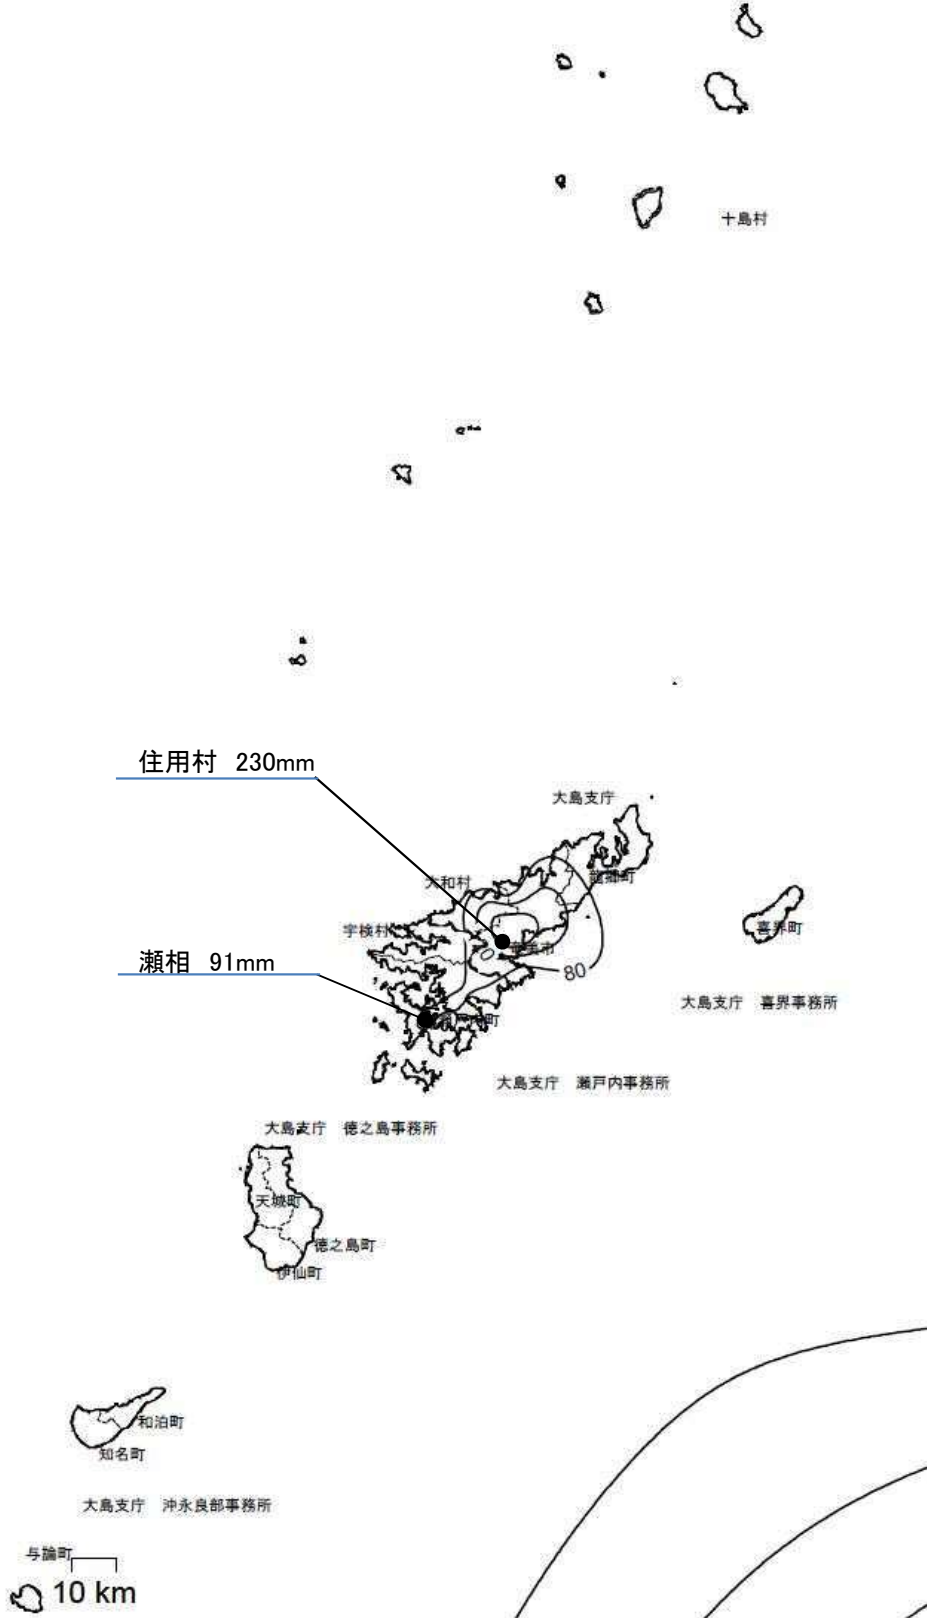 十島村
住用村 230mm
大島支庁
大和村
龍郷町
宇検村
喜界町
奄美市
瀬相 91mm
80
大島支庁 喜界事務所
大島支庁 瀬戸内事務所
大島支庁 徳之島事務所
天城町
徳之島町
伊仙町
和泊町
知名町
大島支庁 沖永良部事務所
与論町
10 km